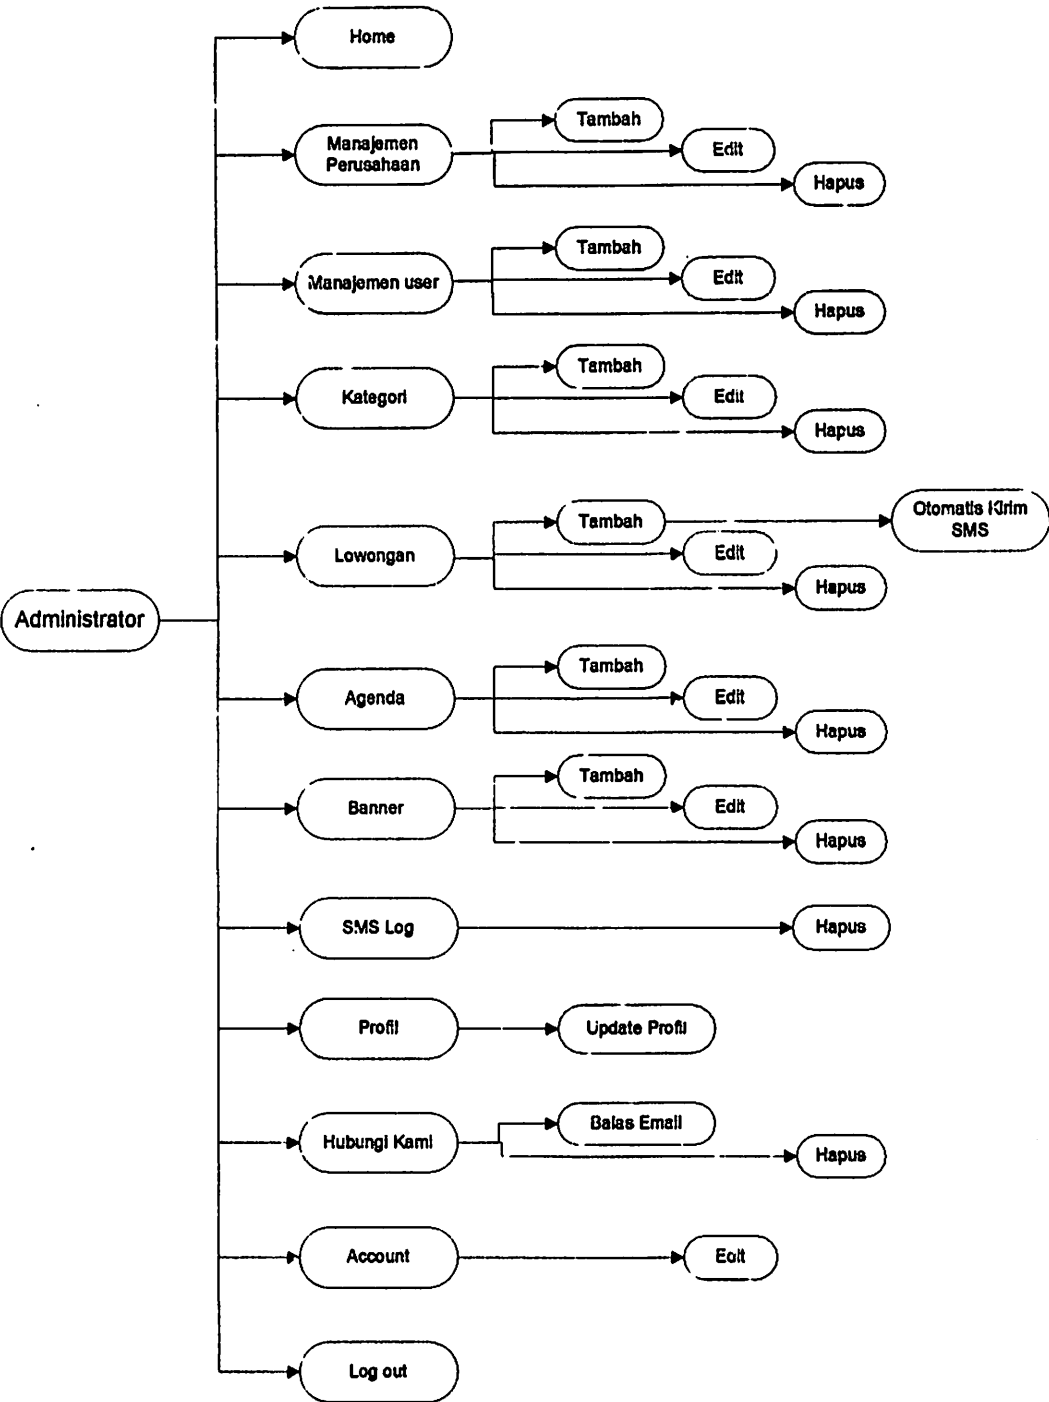 Home
Manajemen
Perusahaan
Tambah
Edit
Hapus
Manajemen user
Tambah
Edit
Hapus
Kategori
Tambah
Edit
Hapus
Lowongan
Tambah
Otomatis Kirim
SMS
Edit
Hapus
Administrator
Agenda
Tambah
Edit
Hapus
Banner
Tambah
Edit
Hapus
SMS Log
Hapus
Profil
Update Profil
Hubungi Kami
Balas Email
Hapus
Account
Edit
Log out